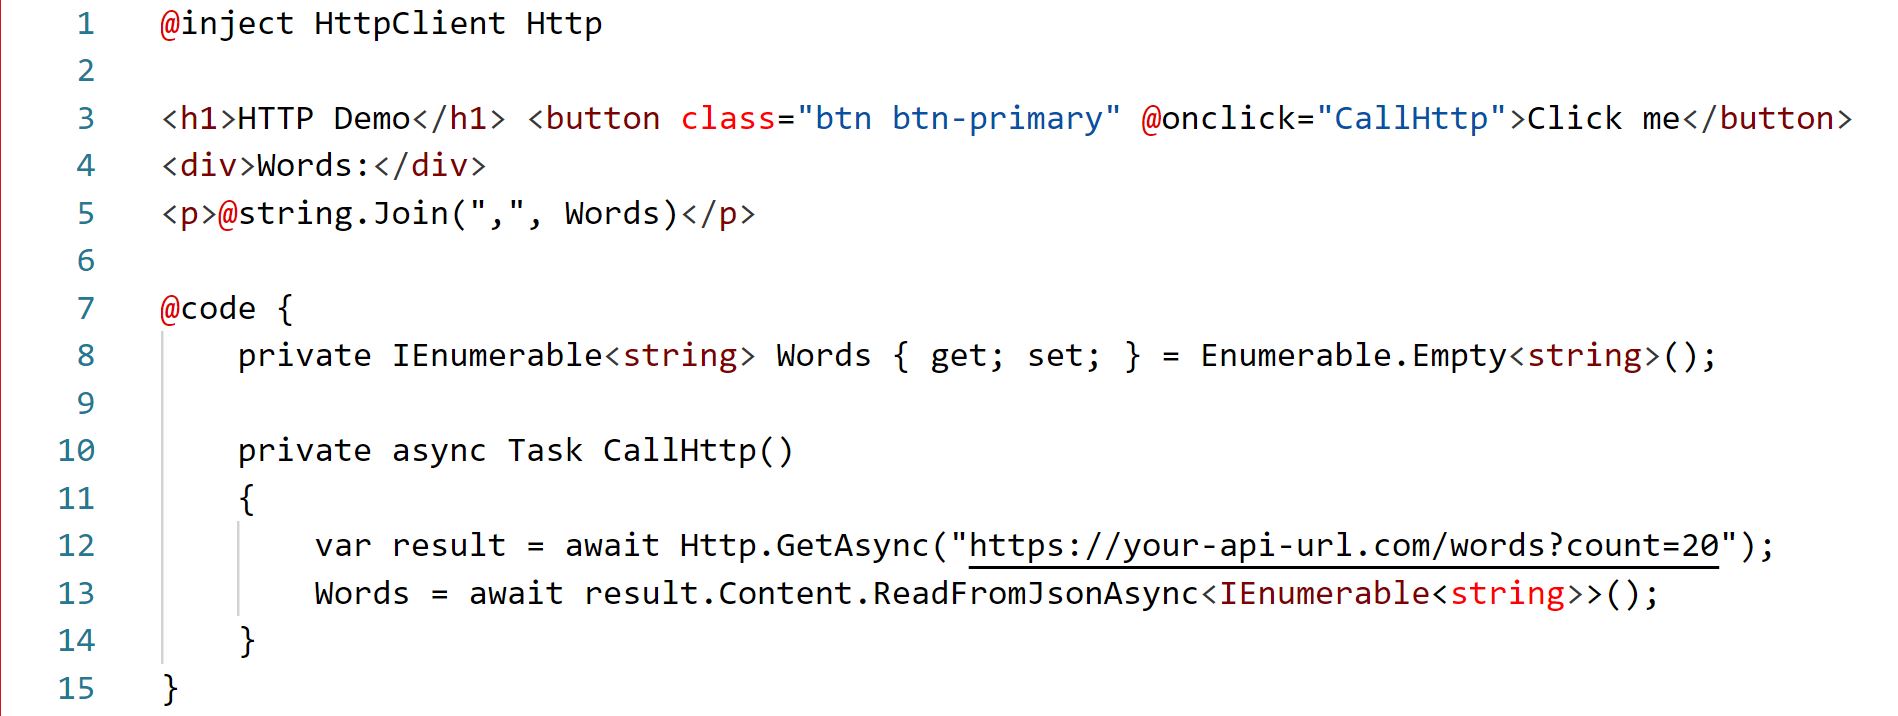 1 @inject HttpClient Http
2
3 <h1>HTTP Demo</h1> <button class="btn btn-primary" @onclick="CallHttp">Click me</button>
4 <div>Words:</div>
5 <p>@string.Join(",", Words)</p>
6
7 @code {
8     private IEnumerable<string> Words { get; set; } = Enumerable.Empty<string>();
9
10     private async Task CallHttp()
11     {
12         var result = await Http.GetAsync("https://your-api-url.com/words?count=20");
13         Words = await result.Content.ReadFromJsonAsync<IEnumerable<string>>();
14     }
15 }